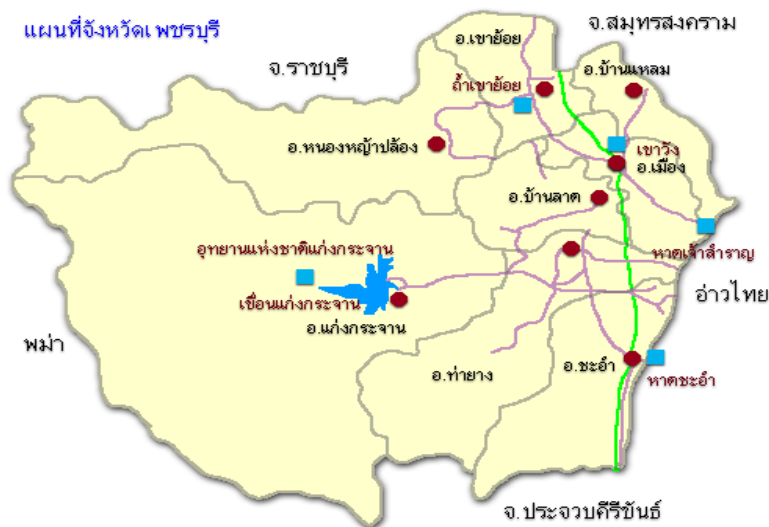 แผนที่จังหวัดเพชรบุรี
จ.สมุทรสงคราม
อ.เขาย้อย
จ.ราชบุรี
อ.บ้านแหลม
ถ้ำเขาย้อย
อ.หนองหญ้าปล้อง
เขาวัง
อ.เมือง
อ.บ้านลาด
อุทยานแห่งชาติแก่งกระจาน
หาดเจ้าสำราญ
เขื่อนแก่งกระจาน
อ่าวไทย
อ.แก่งกระจาน
พม่า
อ.ท่ายาง
อ.ชะอำ
หาดชะอำ
จ.ประจวบคีรีขันธ์